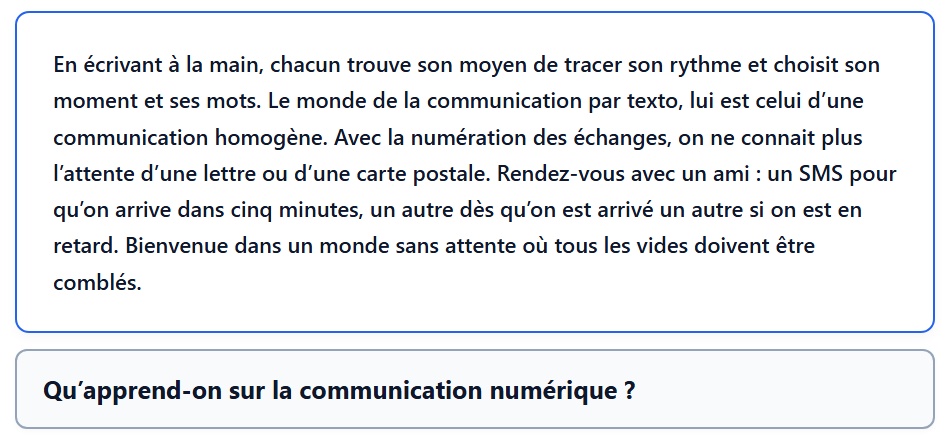 En écrivant à la main, chacun trouve son moyen de tracer son rythme et choisit son
moment et ses mots. Le monde de la communication par texto, lui est celui d’une
communication homogène. Avec la numération des échanges, on ne connait plus
l’attente d’une lettre ou d’une carte postale. Rendez-vous avec un ami : un SMS pour
qu’on arrive dans cinq minutes, un autre dès qu’on est arrivé un autre si on est en
retard. Bienvenue dans un monde sans attente où tous les vides doivent être
comblés.
Qu’apprend-on sur la communication numérique ?